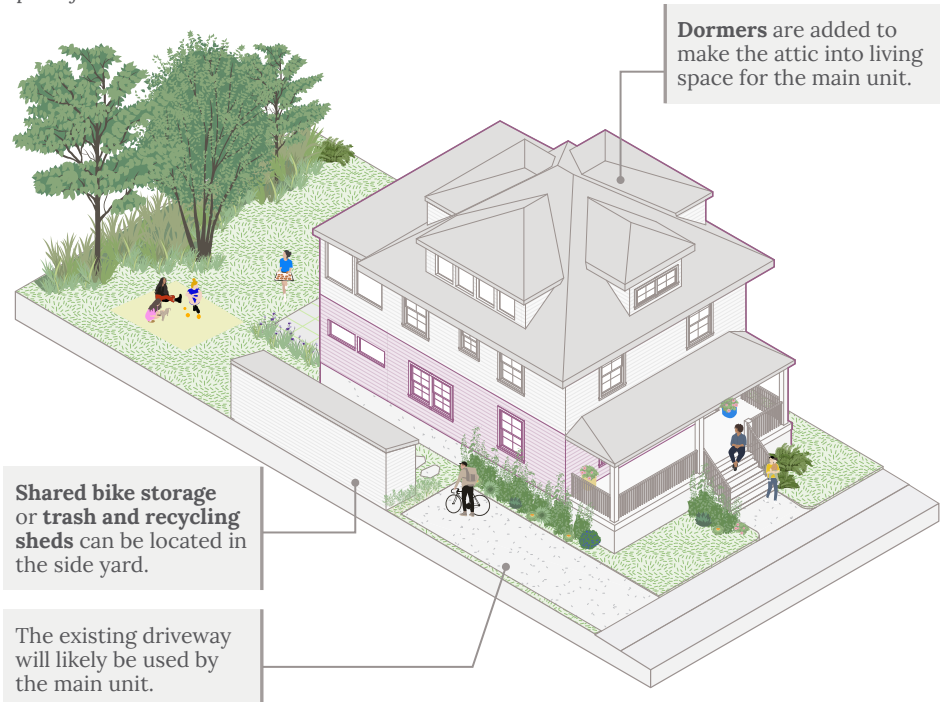 Dormers are added to
make the attic into living
space for the main unit.
Shared bike storage
or trash and recycling
sheds can be located in
the side yard.
The existing driveway
will likely be used by
the main unit.